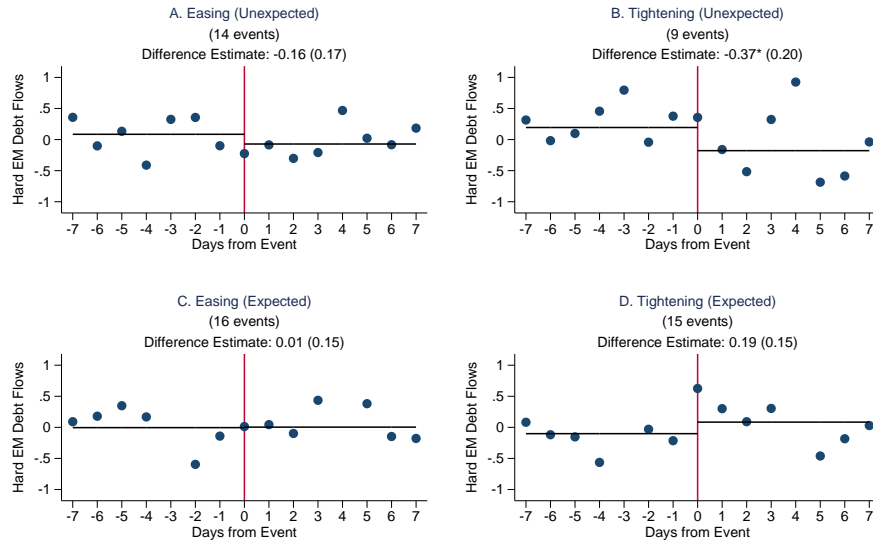 A. Easing (Unexpected)
(14 events)
Difference Estimate: -0.16 (0.17)
Hard EM Debt Flows
1
.5
0
-.5
-1
-7 -6 -5 -4 -3 -2 -1 0 1 2 3 4 5 6 7
Days from Event
B. Tightening (Unexpected)
(9 events)
Difference Estimate: -0.37* (0.20)
Hard EM Debt Flows
1
.5
0
-.5
-1
-7 -6 -5 -4 -3 -2 -1 0 1 2 3 4 5 6 7
Days from Event
C. Easing (Expected)
(16 events)
Difference Estimate: 0.01 (0.15)
Hard EM Debt Flows
1
.5
0
-.5
-1
-7 -6 -5 -4 -3 -2 -1 0 1 2 3 4 5 6 7
Days from Event
D. Tightening (Expected)
(15 events)
Difference Estimate: 0.19 (0.15)
Hard EM Debt Flows
1
.5
0
-.5
-1
-7 -6 -5 -4 -3 -2 -1 0 1 2 3 4 5 6 7
Days from Event